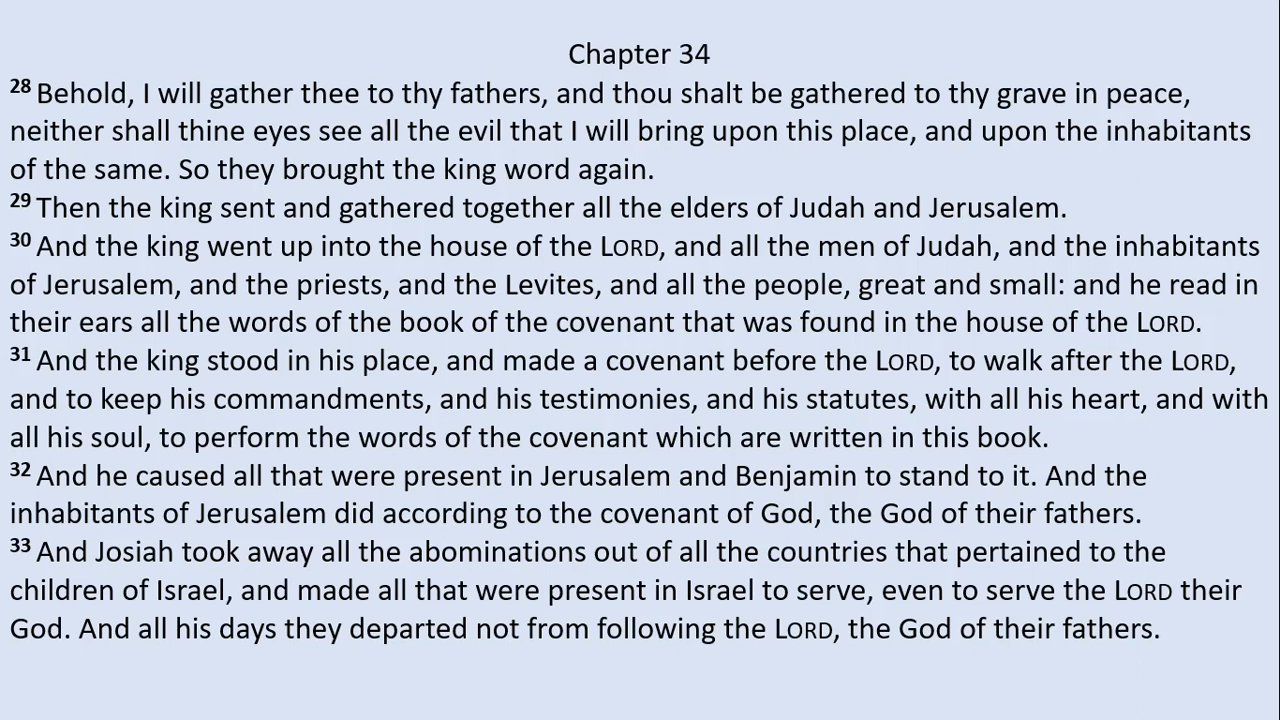 Chapter 34
28 Behold, I will gather thee to thy fathers, and thou shalt be gathered to thy grave in peace,
neither shall thine eyes see all the evil that I will bring upon this place, and upon the inhabitants
of the same. So they brought the king word again.
29 Then the king sent and gathered together all the elders of Judah and Jerusalem.
30 And the king went up into the house of the LORD, and all the men of Judah, and the inhabitants
of Jerusalem, and the priests, and the Levites, and all the people, great and small: and he read in
their ears all the words of the book of the covenant that was found in the house of the LORD.
31 And the king stood in his place, and made a covenant before the LORD, to walk after the LORD,
and to keep his commandments, and his testimonies, and his statutes, with all his heart, and with
all his soul, to perform the words of the covenant which are written in this book.
32 And he caused all that were present in Jerusalem and Benjamin to stand to it. And the
inhabitants of Jerusalem did according to the covenant of God, the God of their fathers.
33 And Josiah took away all the abominations out of all the countries that pertained to the
children of Israel, and made all that were present in Israel to serve, even to serve the LORD their
God. And all his days they departed not from following the LORD, the God of their fathers.